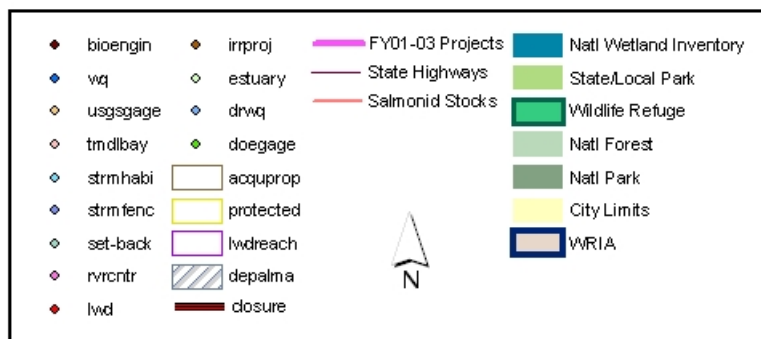 bioengin
wq
usgsgage
tmdlbay
strmhabi
strmfenc
set-back
rvrcntr
lwd
irrproj
estuary
drwq
doegage
acquprop
protected
lwdreach
depalma
closure
FY01-03 Projects
State Highways
Salmonid Stocks
N
Natl Wetland Inventory
State/Local Park
Wildlife Refuge
Natl Forest
Natl Park
City Limits
WRIA